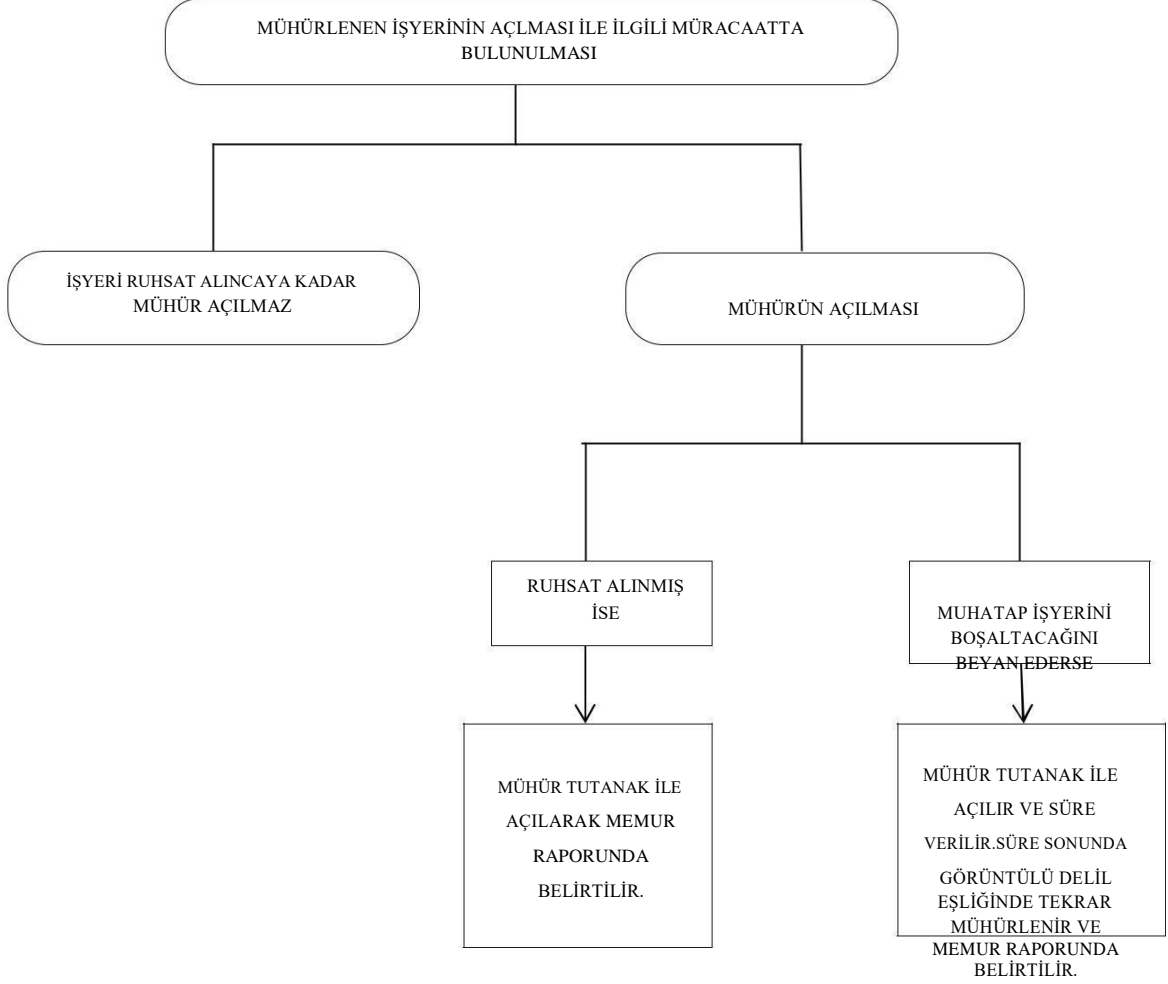 MÜHÜRLENEN İŞYERİNİN AÇLMASI İLE İLGİLİ MÜRACAATTA
BULUNULMASI
İŞYERİ RUHSAT ALINCAYA KADAR
MÜHÜR AÇILMAZ
MÜHÜRÜN AÇILMASI
RUHSAT ALINMIŞ
İSE
MUHATAP İŞYERİNİ
BOŞALTACAĞINI
BEYAN EDERSE
MÜHÜR TUTANAK İLE
AÇILARAK MEMUR
RAPORUNDA
BELİRTİLİR.
MÜHÜR TUTANAK İLE
AÇILIR VE SÜRE
VERİLİR.SÜRE SONUNDA
GÖRÜNTÜLÜ DELİL
EŞLİĞİNDE TEKRAR
MÜHÜRLENİR VE
MEMUR RAPORUNDA
BELİRTİLİR.